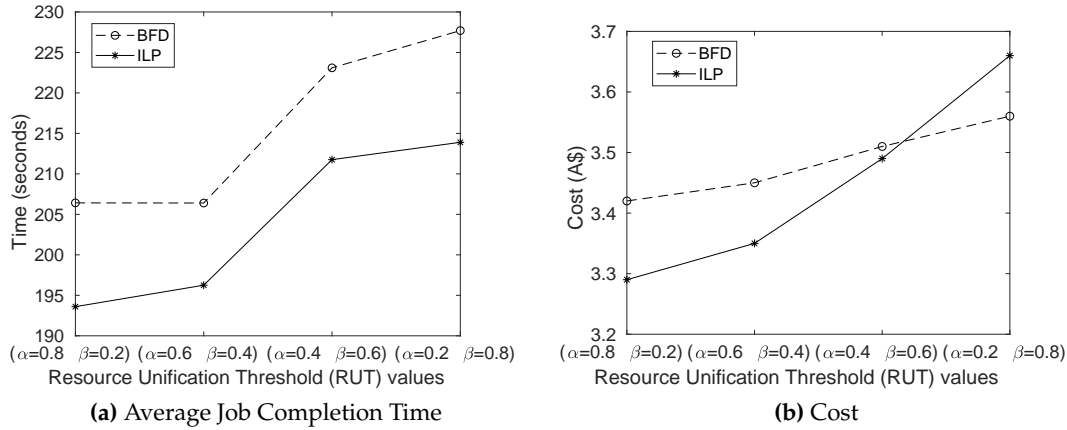 230
225
220
215
210
205
200
195
190
Time (seconds)
BFD
ILP
(α=0.8 β=0.2) (α=0.6 β=0.4) (α=0.4 β=0.6) (α=0.2 β=0.8)
Resource Unification Threshold (RUT) values
(a) Average Job Completion Time
3.7
3.6
3.5
3.4
3.3
3.2
Cost (A$)
BFD
ILP
(α=0.8 β=0.2) (α=0.6 β=0.4) (α=0.4 β=0.6) (α=0.2 β=0.8)
Resource Unification Threshold (RUT) values
(b) Cost